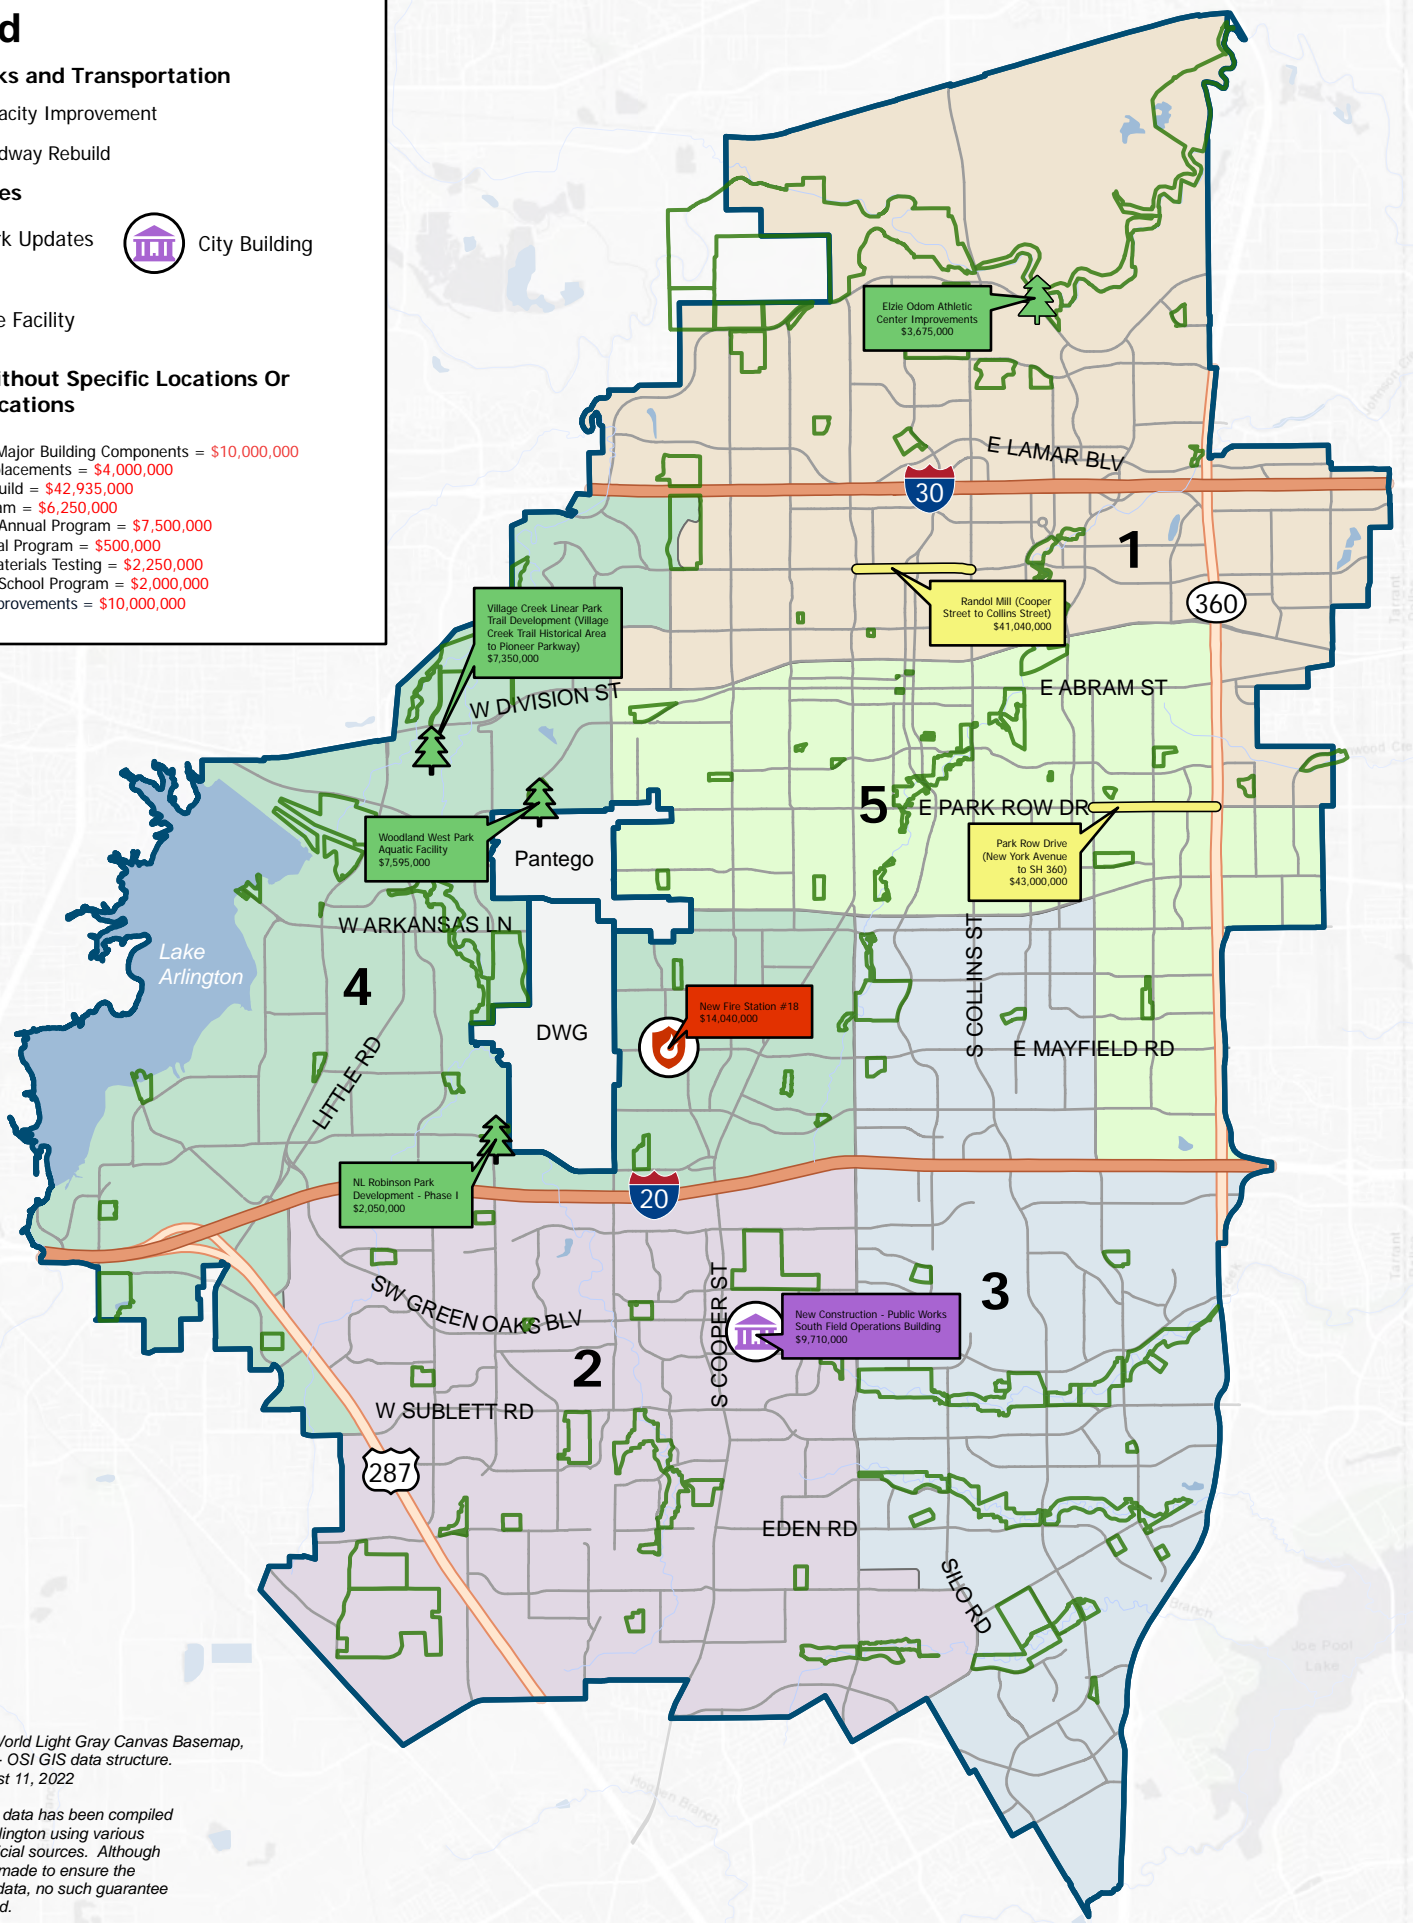 d
ks and Transportation
acity Improvement
dway Rebuild
es
k Updates
City Building
e Facility
ithout Specific Locations Or
cations
Major Building Components = $10,000,000
placements = $4,000,000
uild = $42,935,000
am = $6,250,000
Annual Program = $7,500,000
al Program = $500,000
aterials Testing = $2,250,000
School Program = $2,000,000
provements = $10,000,000
Elzie Odom Athletic
Center Improvements
$3,675,000
E LAMAR BLV
30
1
360
Randol Mill (Cooper
Street to Collins Street)
$41,040,000
Village Creek Linear Park
Trail Development (Village
Creek Trail Historical Area
to Pioneer Parkway)
$7,350,000
W DIVISION ST
E ABRAM ST
5
E PARK ROW DR
Park Row Drive
(New York Avenue
to SH 360)
$43,000,000
Woodland West Park
Aquatic Facility
$7,595,000
Pantego
W ARKANSAS LN
Lake
Arlington
4
DWG
New Fire Station #18
$14,040,000
S COLLINS ST
E MAYFIELD RD
LITTLE RD
NL Robinson Park
Development - Phase I
$2,050,000
20
SW GREEN OAKS BLV
S COOPER ST
3
New Construction - Public Works
South Field Operations Building
$9,710,000
2
W SUBLETT RD
287
EDEN RD
SILO RD
Joe Pool
Lake
Branch
Tarrant
Tarrant
World Light Gray Canvas Basemap,
- OSI GIS data structure.
st 11, 2022
data has been compiled
lington using various
icial sources.  Although
made to ensure the
data, no such guarantee
d.